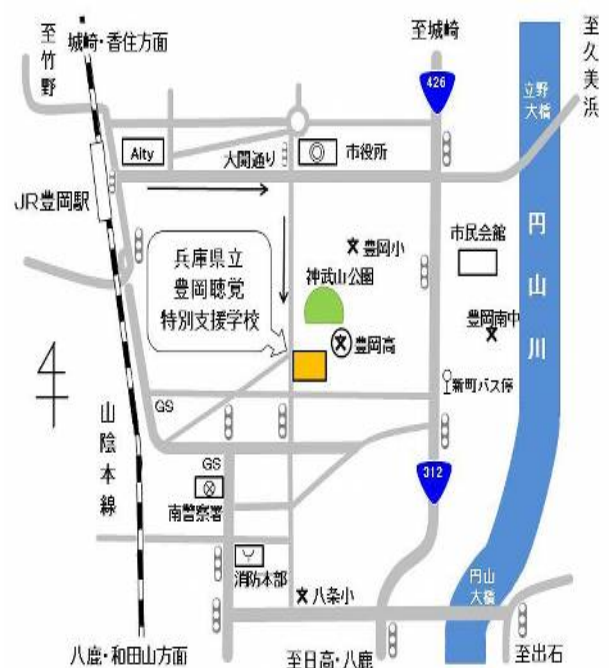 至竹野
城崎・香住方面
至城崎
至久美浜
426
立野
大橋
Aity
大開通り
市役所
JR豊岡駅
兵庫県立
豊岡聴覚
特別支援学校
豊岡小
神武山公園
市民会館
円山川
豊岡高
豊岡南中
新町バス停
GS
山陰本線
GS
312
南警察署
消防本部
八条小
円山
大橋
八鹿・和田山方面
至日高・八鹿
至出石